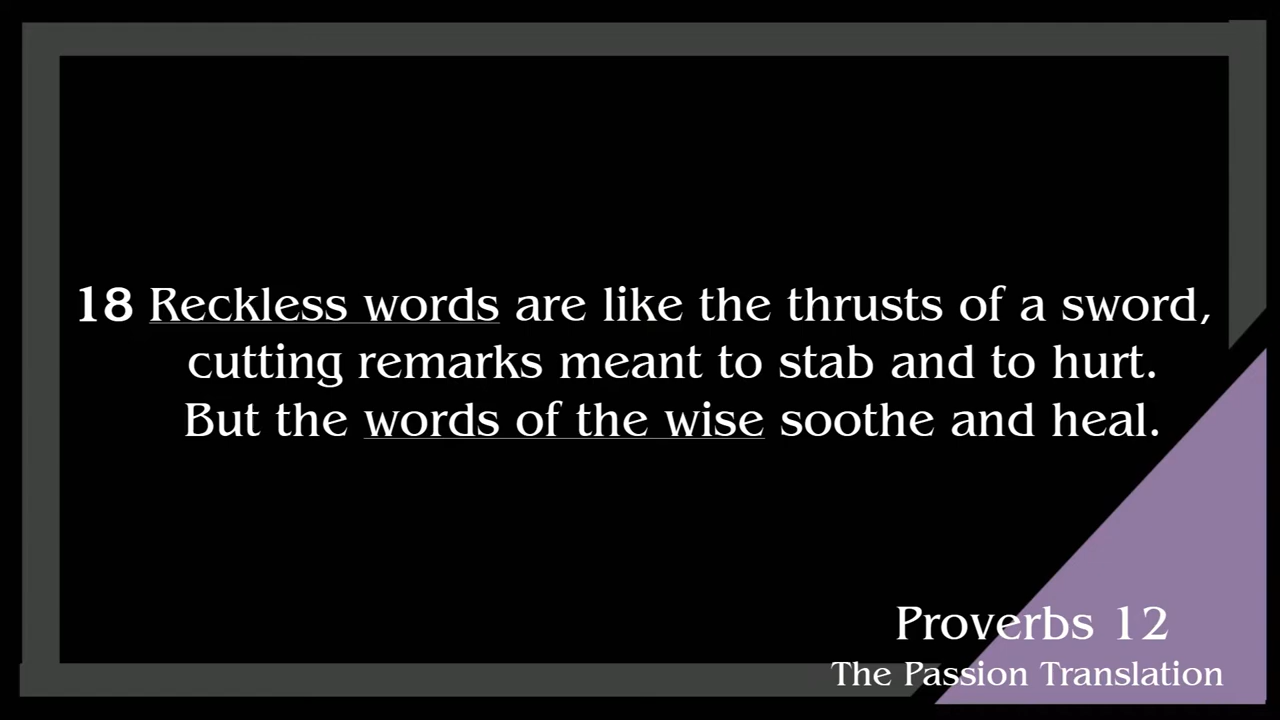 18 Reckless words are like the thrusts of a sword,
cutting remarks meant to stab and to hurt.
But the words of the wise soothe and heal.
Proverbs 12
The Passion Translation